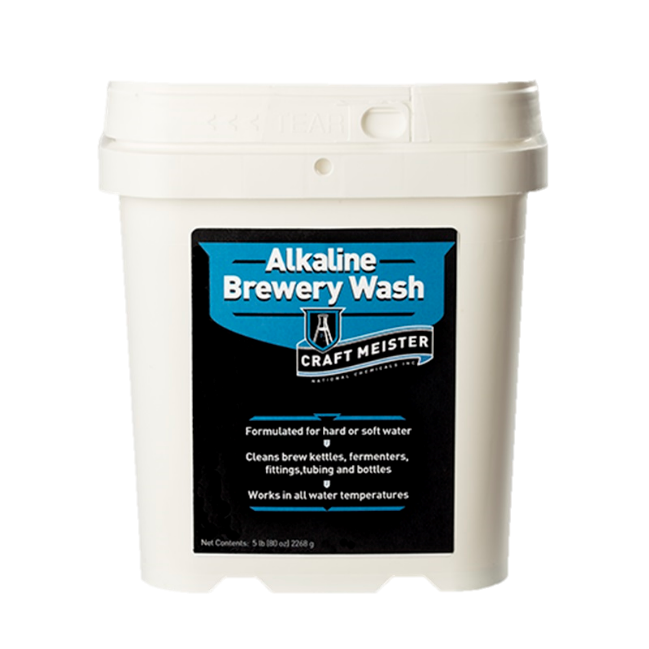 <<< TEAR
Alkaline
Brewery Wash
CRAFT MEISTER
NATIONAL CHEMICALS INC
Formulated for hard or soft water
Cleans brew kettles, fermenters,
fittings,tubing and bottles
Works in all water temperatures
Net Contents: 5 lb [80 oz] 2268 g